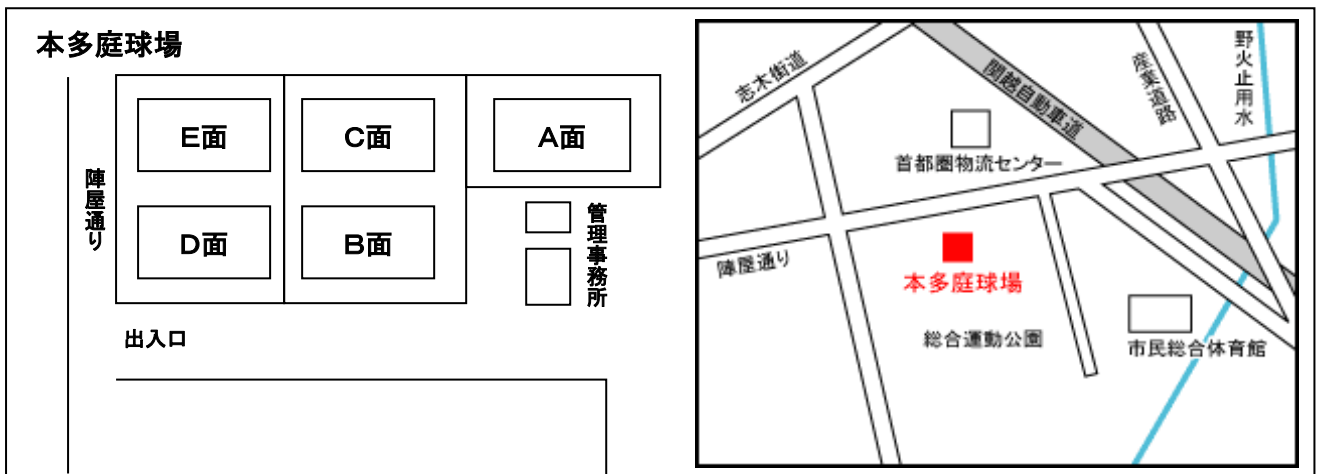 本多庭球場
E面
C面
A面
陣屋通り
D面
B面
管理事務所
出入口
志木街道
関越自動車道
産業道路
野火止用水
首都圏物流センター
陣屋通り
本多庭球場
総合運動公園
市民総合体育館